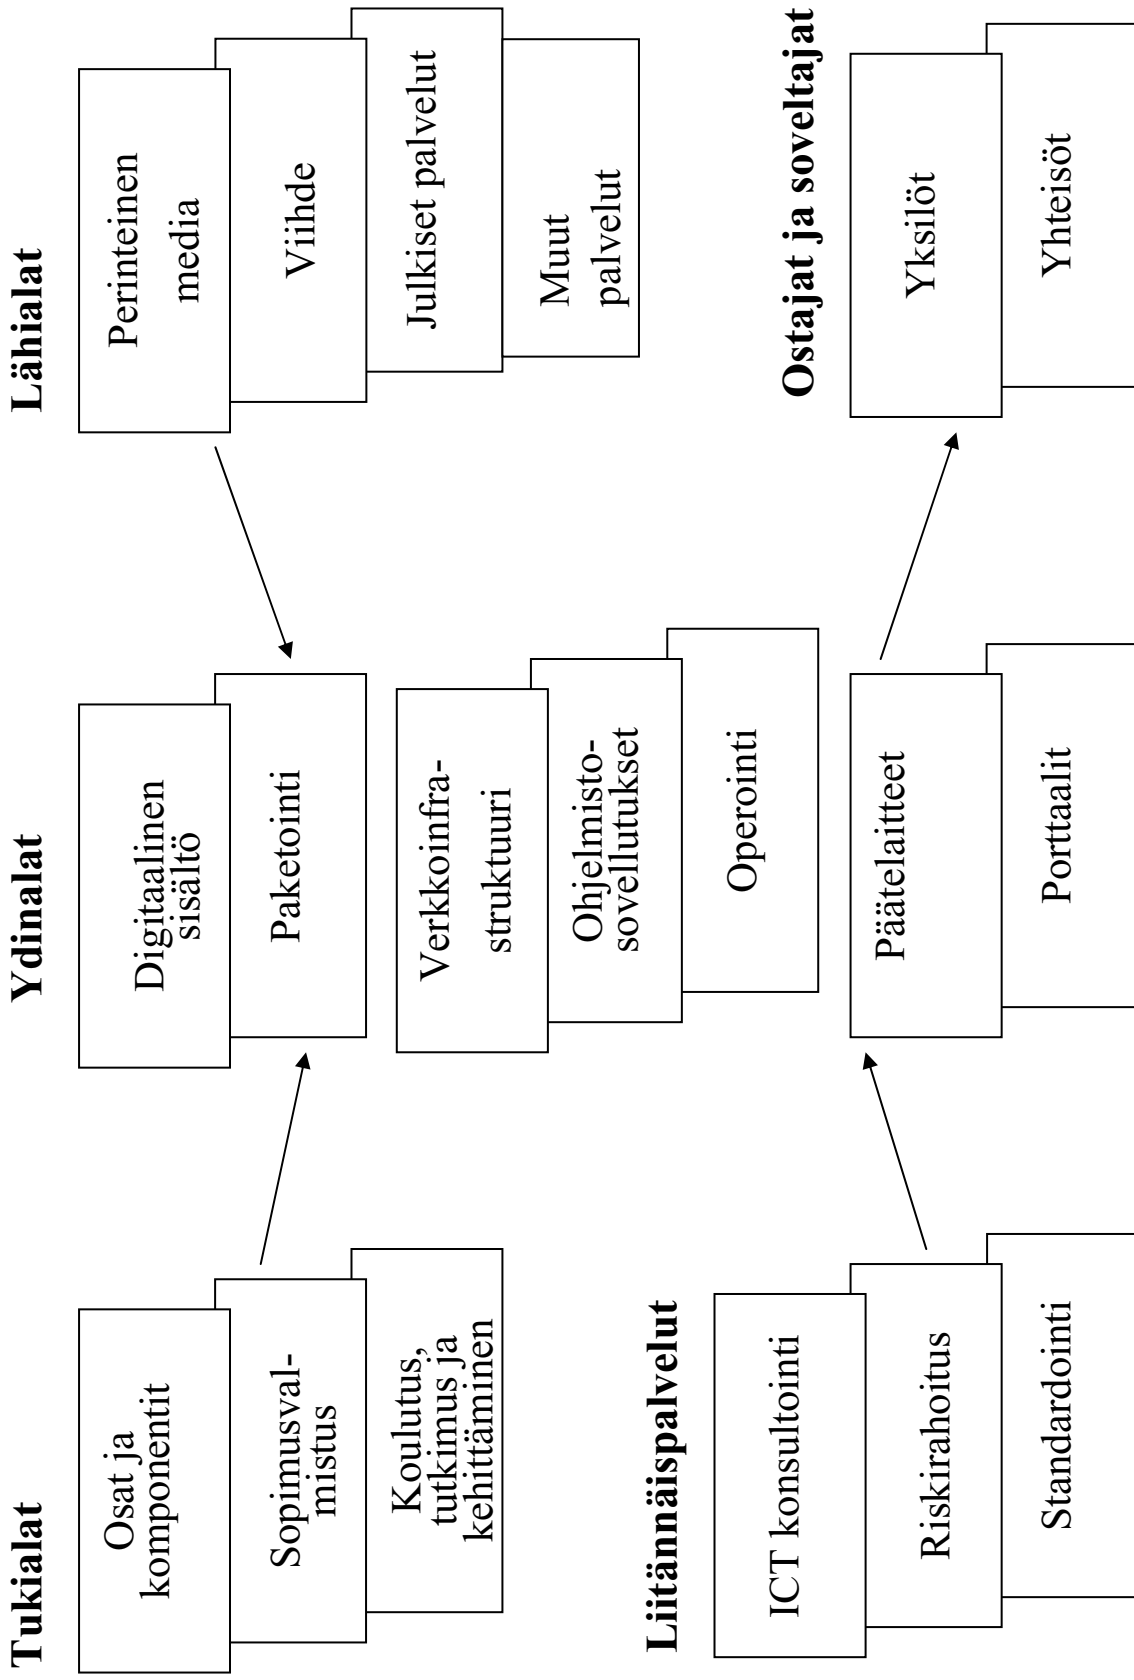 Tukialat
Osat ja
komponentit
Sopimusval-
mistus
Koulutus,
tutkimus ja
kehittäminen
Liitännäispalvelut
ICT konsultointi
Riskirahoitus
Standardointi
Ydinalat
Digitaalinen
sisältö
Paketointi
Verkkoinfra-
struktuuri
Ohjelmisto-
sovellutukset
Operointi
Päätelaitteet
Porttaalit
Lähialat
Perinteinen
media
Viihde
Julkiset palvelut
Muut
palvelut
Ostajat ja soveltajat
Yksilöt
Yhteisöt